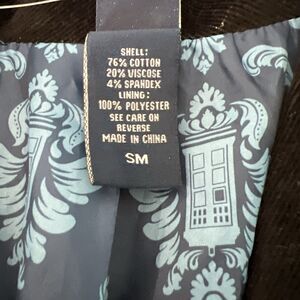 SHELL:
76% COTTON
20% VISCOSE
4% SPANDEX
LINING:
100% POLYESTER
SEE CARE ON
REVERSE
MADE IN CHINA
SM